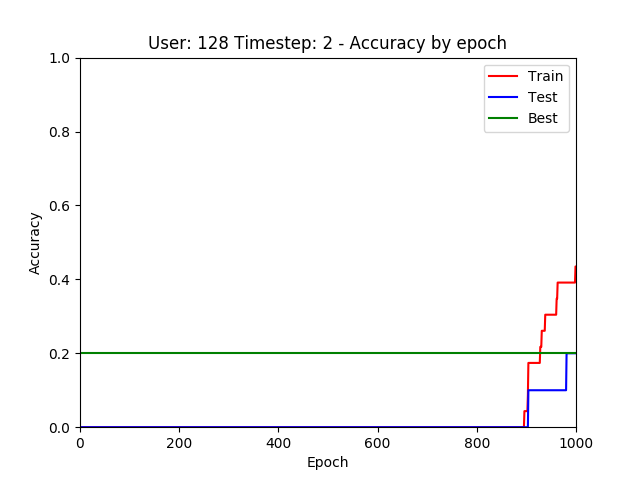 User: 128 Timestep: 2 - Accuracy by epoch
1.0
0.8
0.6
0.4
0.2
0.0
Accuracy
Train
Test
Best
0 200 400 600 800 1000
Epoch